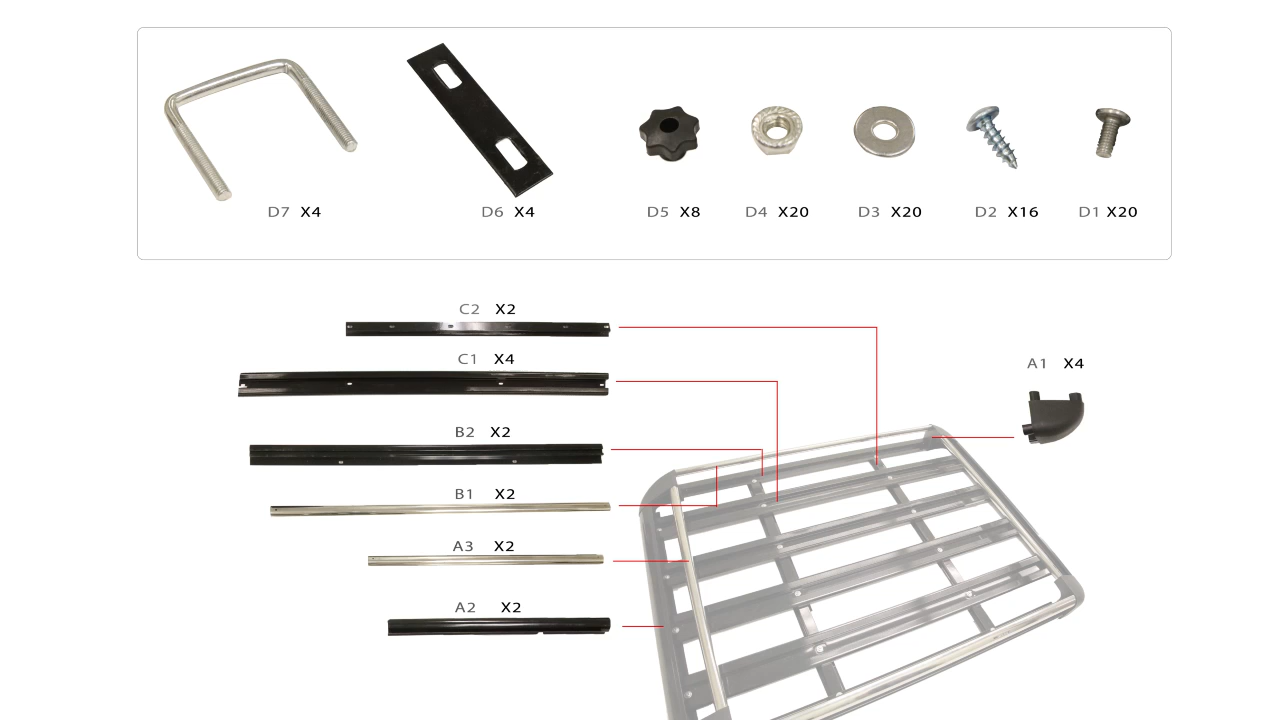 D7 X4
D6 X4
D5 X8
D4 X20
D3 X20
D2 X16
D1 X20
C2 X2
C1 X4
A1 X4
B2 X2
B1 X2
A3 X2
A2 X2